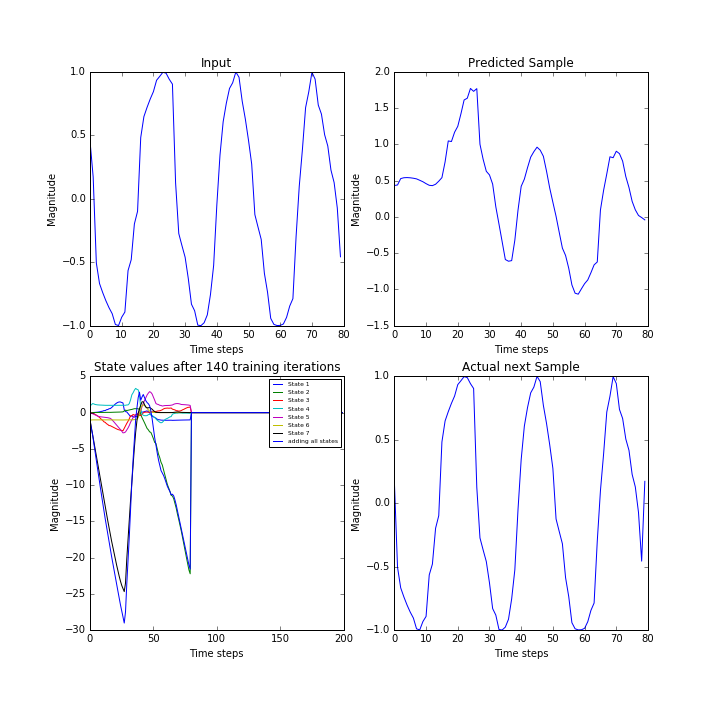 Input
1.0
0.5
0.0
−0.5
−1.0
Magnitude
0 10 20 30 40 50 60 70 80
Time steps
Predicted Sample
2.0
1.5
1.0
0.5
0.0
−0.5
−1.0
−1.5
Magnitude
0 10 20 30 40 50 60 70 80
Time steps
State values after 140 training iterations
5
0
−5
−10
−15
−20
−25
−30
Magnitude
0 50 100 150 200
Time steps
State 1
State 2
State 3
State 4
State 5
State 6
State 7
adding all states
Actual next Sample
1.0
0.5
0.0
−0.5
−1.0
Magnitude
0 10 20 30 40 50 60 70 80
Time steps